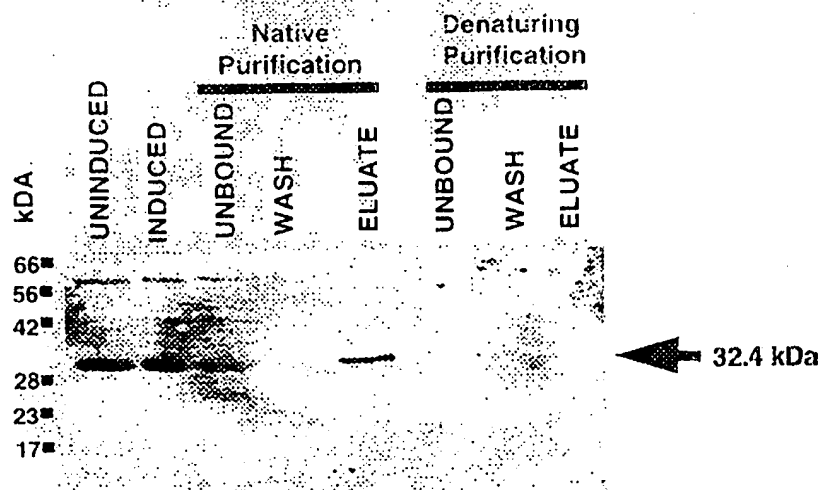 Native
Purification
Denaturing
Purification
kDA
UNINDUCED
INDUCED
UNBOUND
WASH
ELUATE
UNBOUND
WASH
ELUATE
66
56
42
28
23
17
32.4 kDa